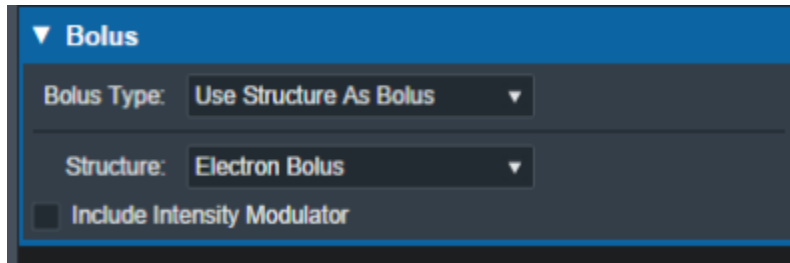 Bolus
Bolus Type: Use Structure As Bolus
Structure: Electron Bolus
Include Intensity Modulator